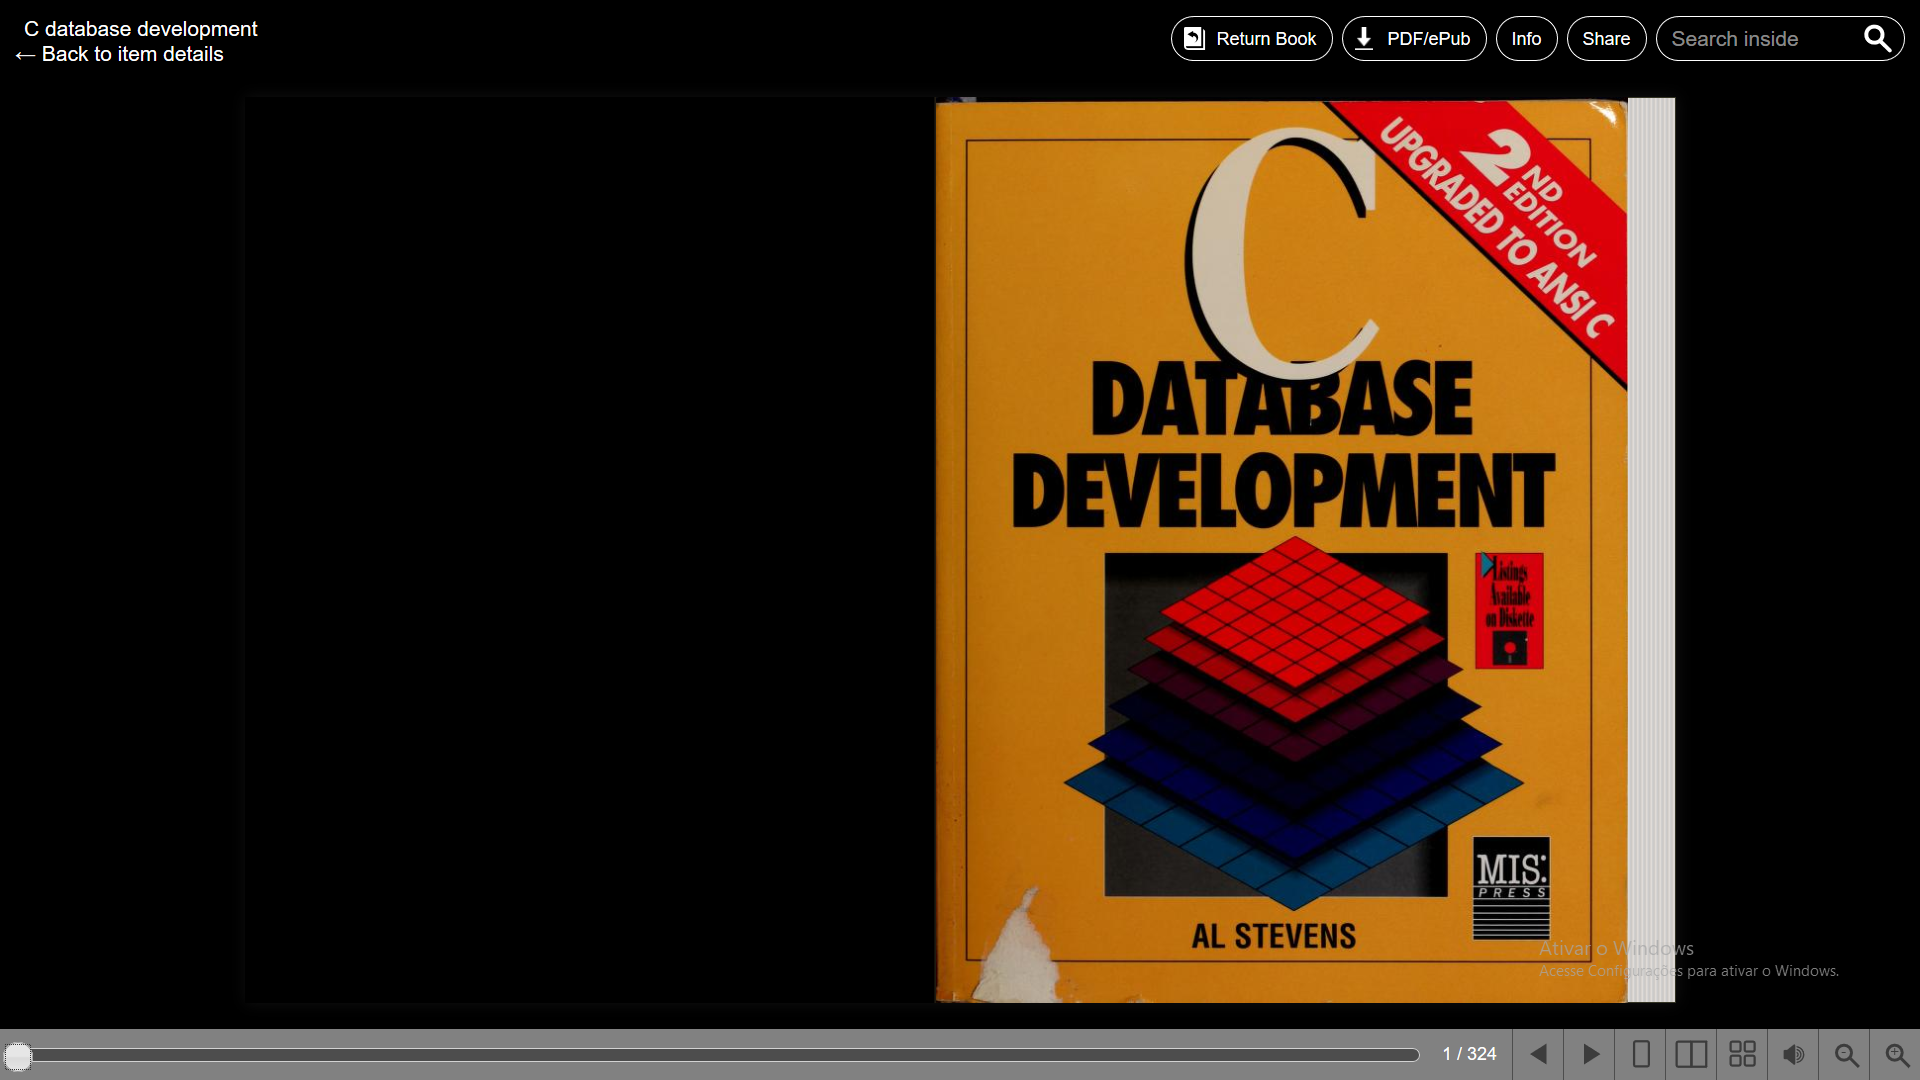 C database development
← Back to item details
Return Book
PDF/ePub
Info
Share
Search inside
2ND
EDITION
UPGRADED TO ANSI C
C
DATABASE
DEVELOPMENT
Listings
Available
on Diskette
MIS:
PRESS
AL STEVENS
Ativar o Windows
Acesse Configurações para ativar o Windows.
1 / 324